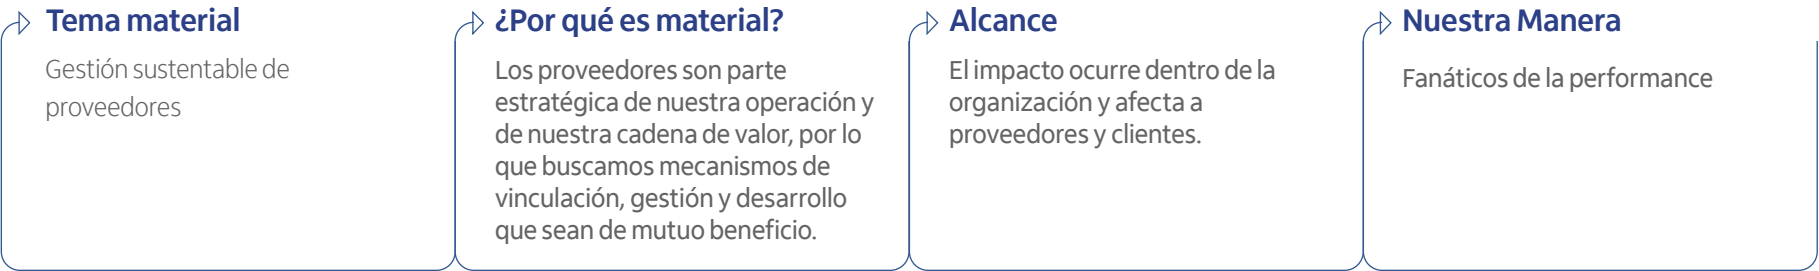 Tema material
Gestión sustentable de
proveedores
¿Por qué es material?
Los proveedores son parte
estratégica de nuestra operación y
de nuestra cadena de valor, por lo
que buscamos mecanismos de
vinculación, gestión y desarrollo
que sean de mutuo beneficio.
Alcance
El impacto ocurre dentro de la
organización y afecta a
proveedores y clientes.
Nuestra Manera
Fanáticos de la performance